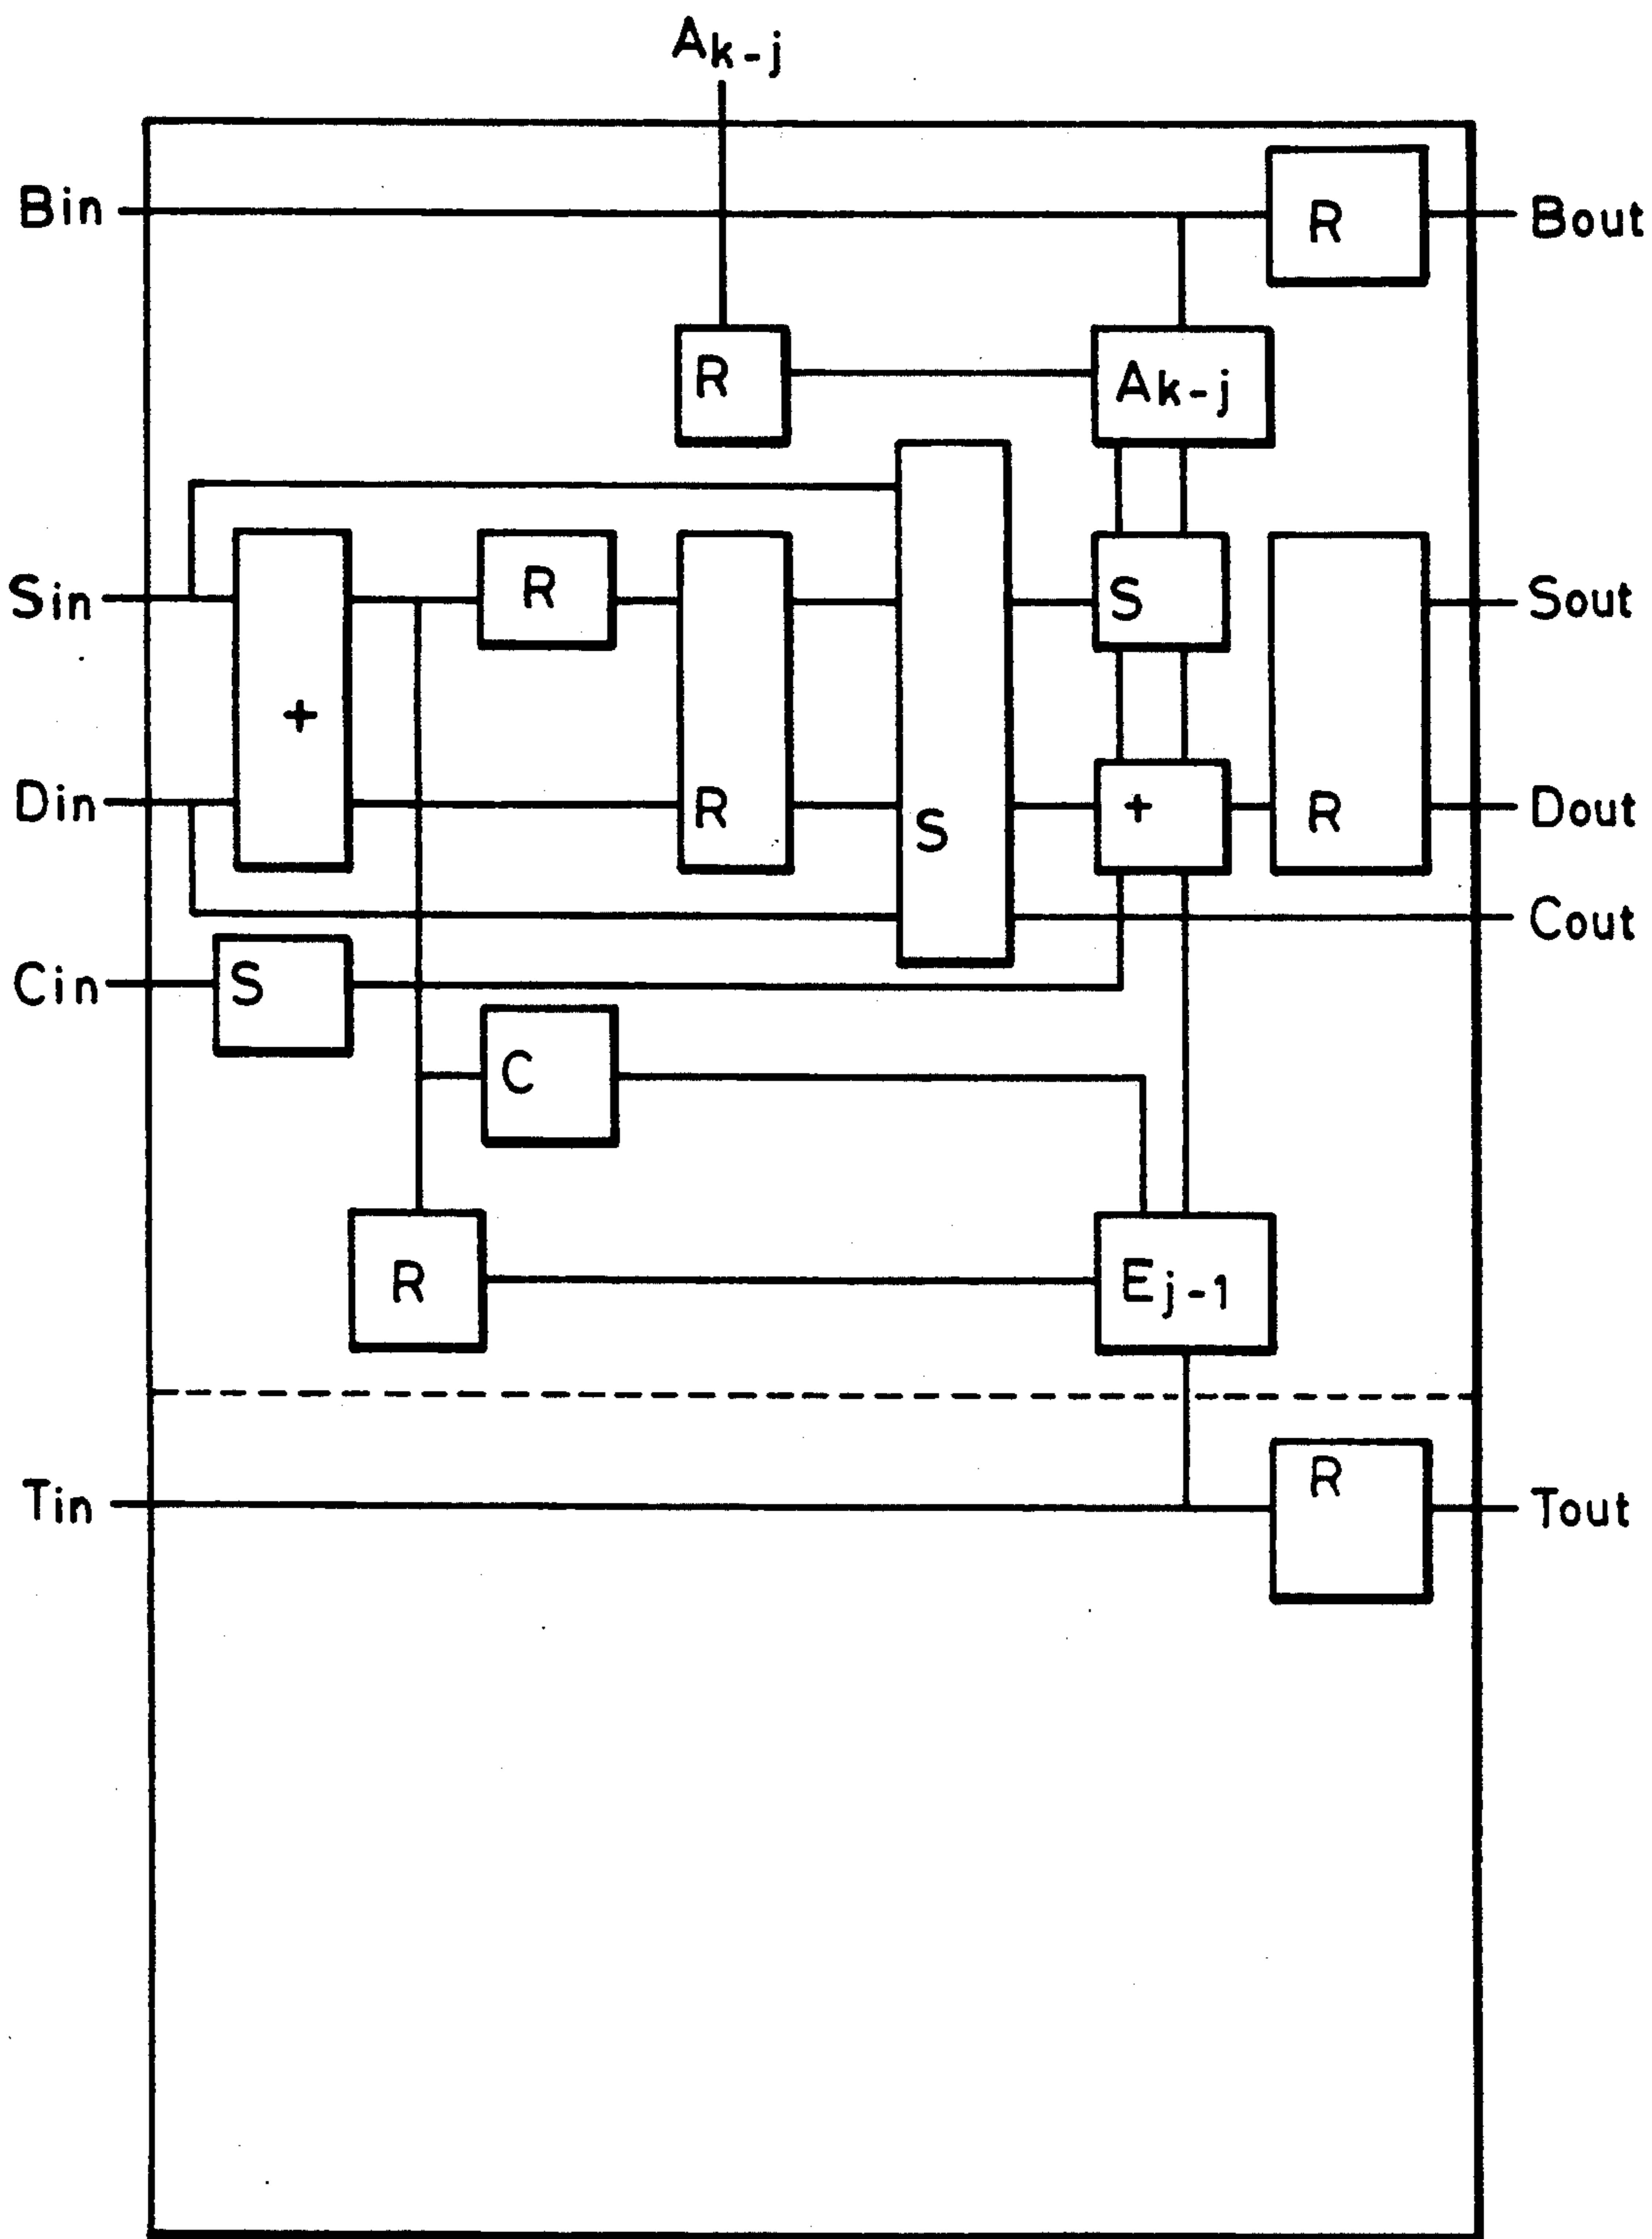 Ak-j
Bin
R
Bout
R
Ak-j
Sin
R
S
Sout
+
Din
R
S
+
R
Dout
Cout
Cin
S
C
R
Ej-1
Tin
R
Tout